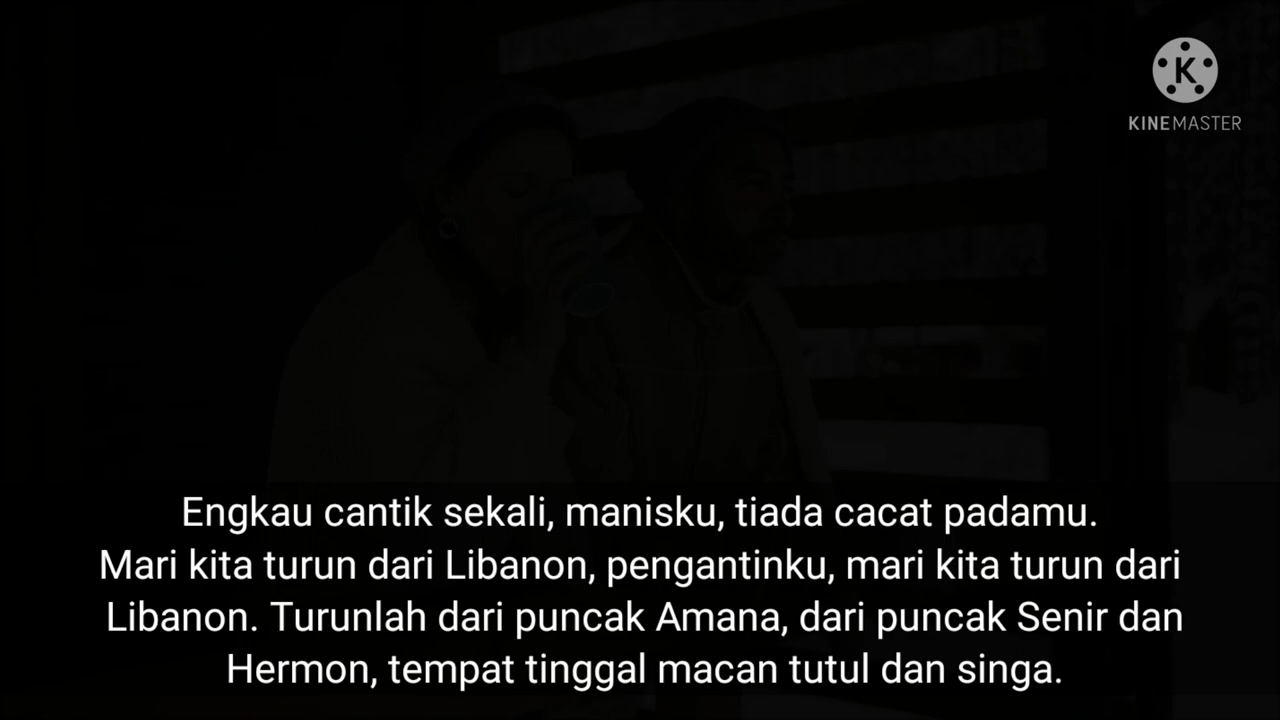 KINEMASTER
Engkau cantik sekali, manisku, tiada cacat padamu.
Mari kita turun dari Libanon, pengantinku, mari kita turun dari
Libanon. Turunlah dari puncak Amana, dari puncak Senir dan
Hermon, tempat tinggal macan tutul dan singa.